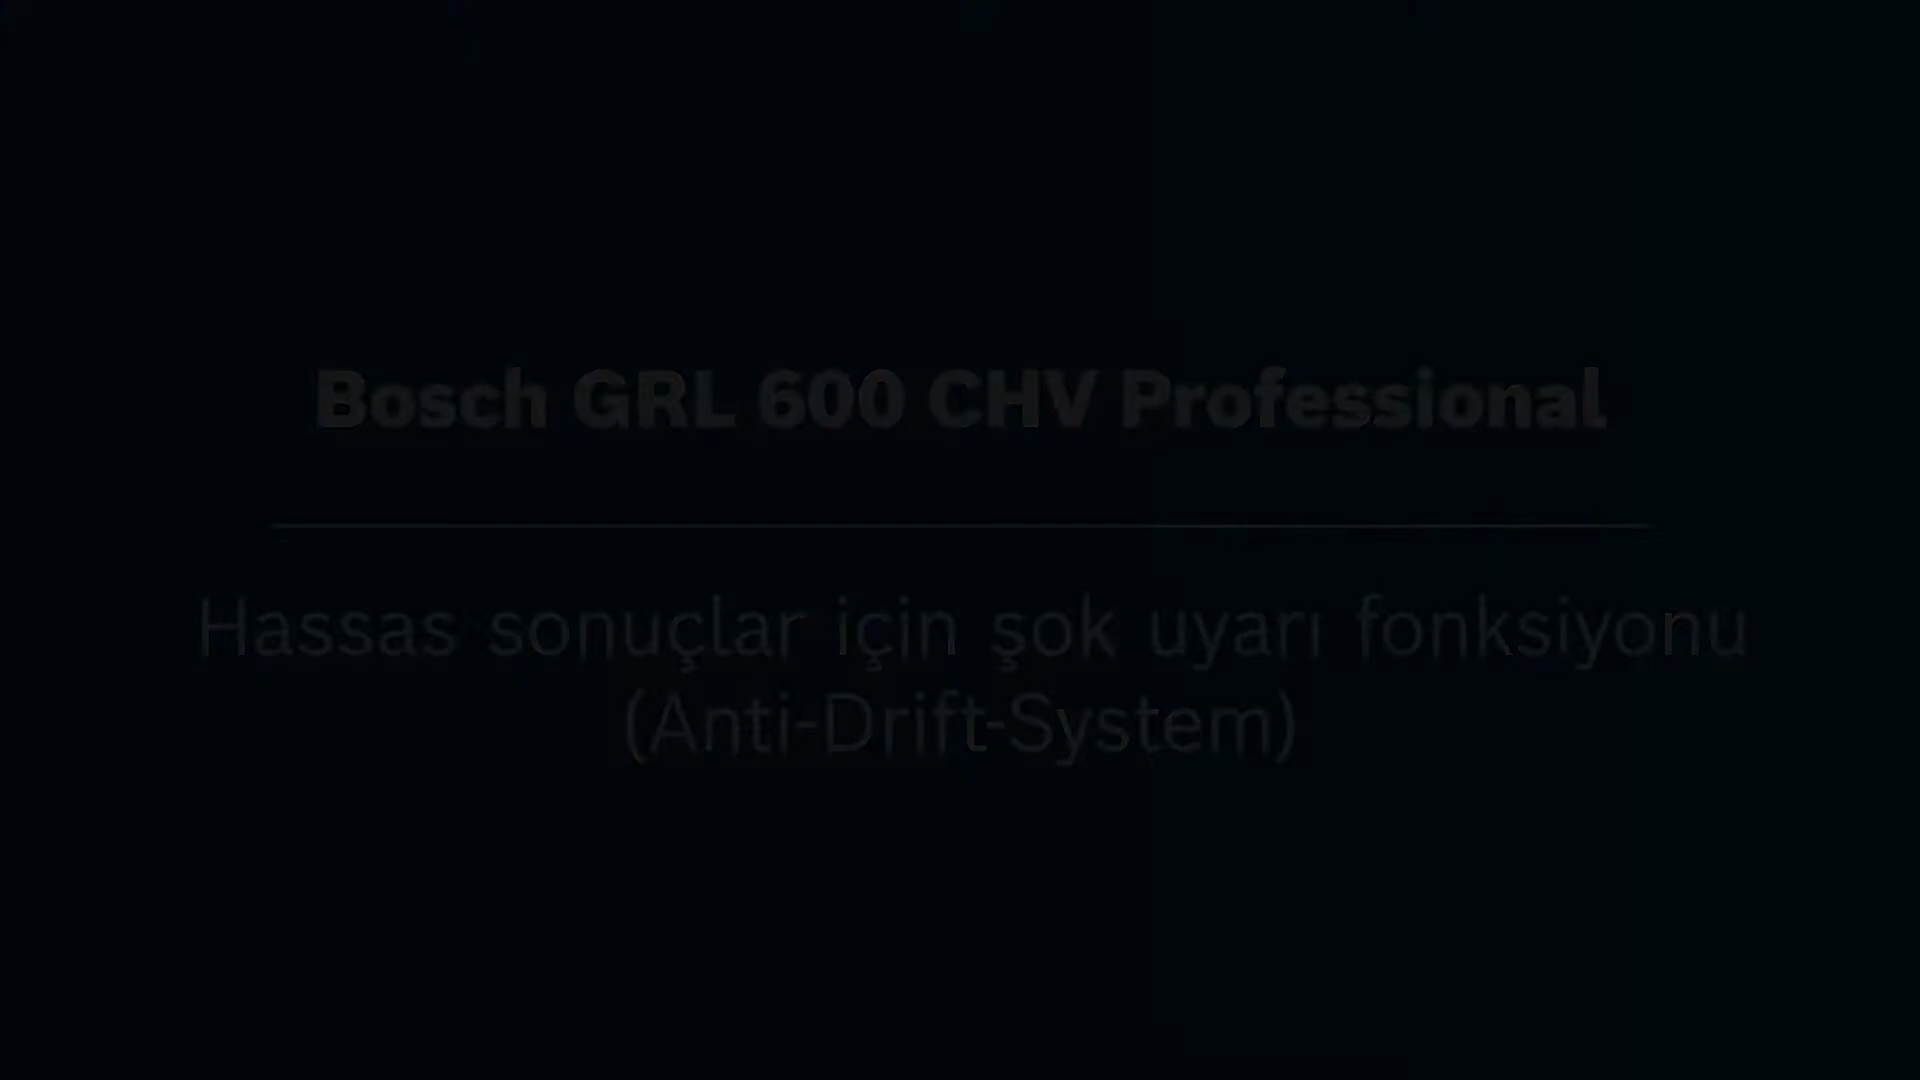 Bosch GRL 600 CHV Professional
Hassas sonuçlar için şok uyarı fonksiyonu
(Anti-Drift-System)